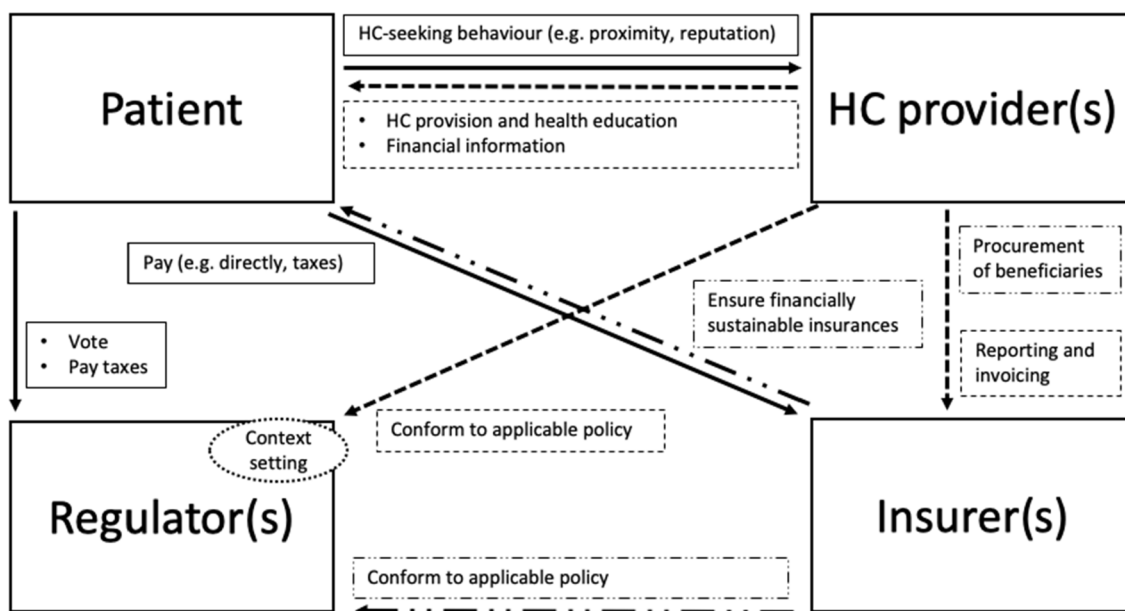 HC-seeking behaviour (e.g. proximity, reputation)
Patient
HC provider(s)
• HC provision and health education
• Financial information
Pay (e.g. directly, taxes)
Procurement
of beneficiaries
Ensure financially
sustainable insurances
• Vote
• Pay taxes
Reporting and
invoicing
Conform to applicable policy
Context
setting
Regulator(s)
Insurer(s)
Conform to applicable policy